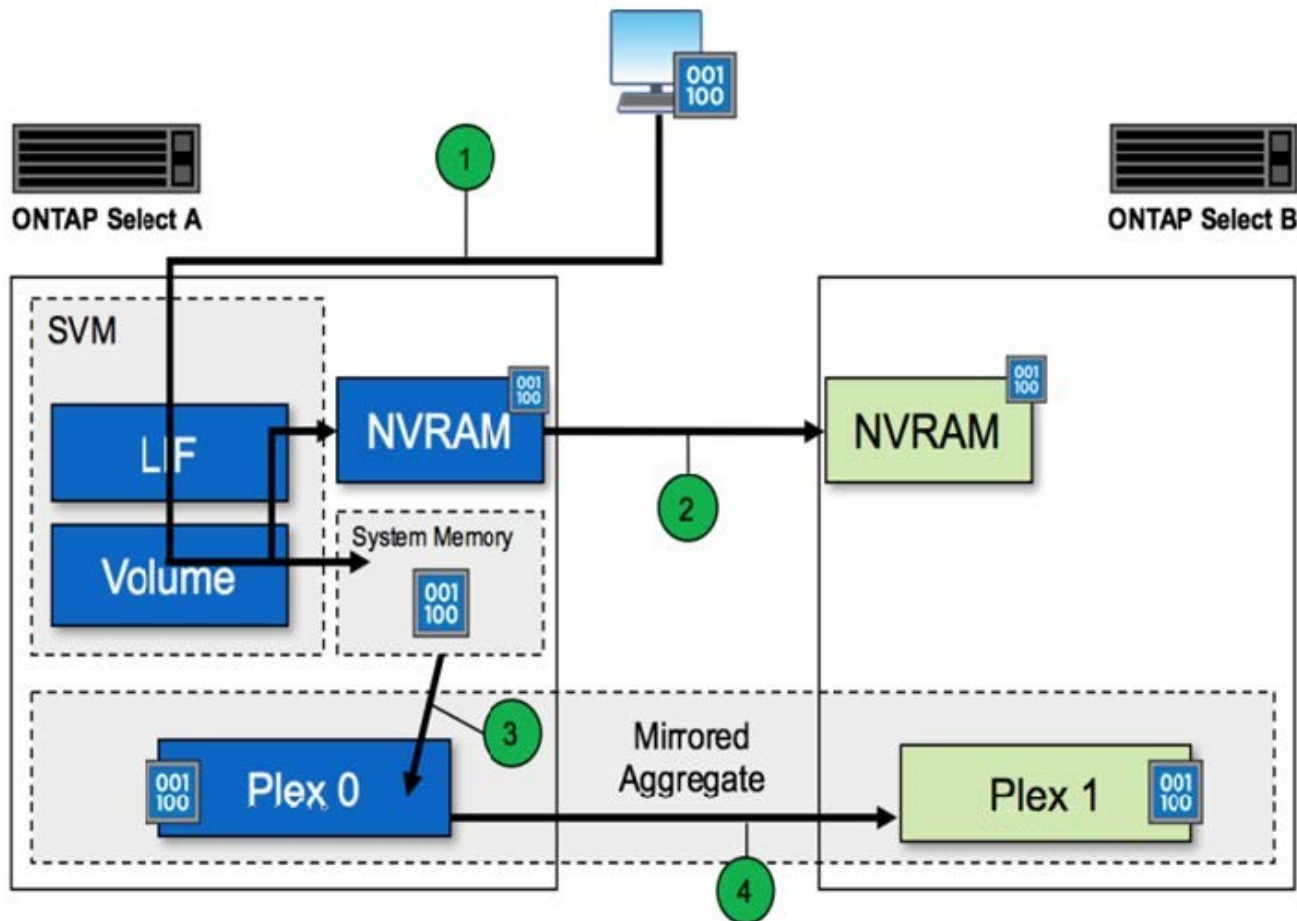 001
100
1
ONTAP Select A
ONTAP Select B
SVM
LIF
Volume
NVRAM
001
100
2
NVRAM
001
100
System Memory
001
100
3
Mirrored
Aggregate
001
100
Plex 0
Plex 1
001
100
4